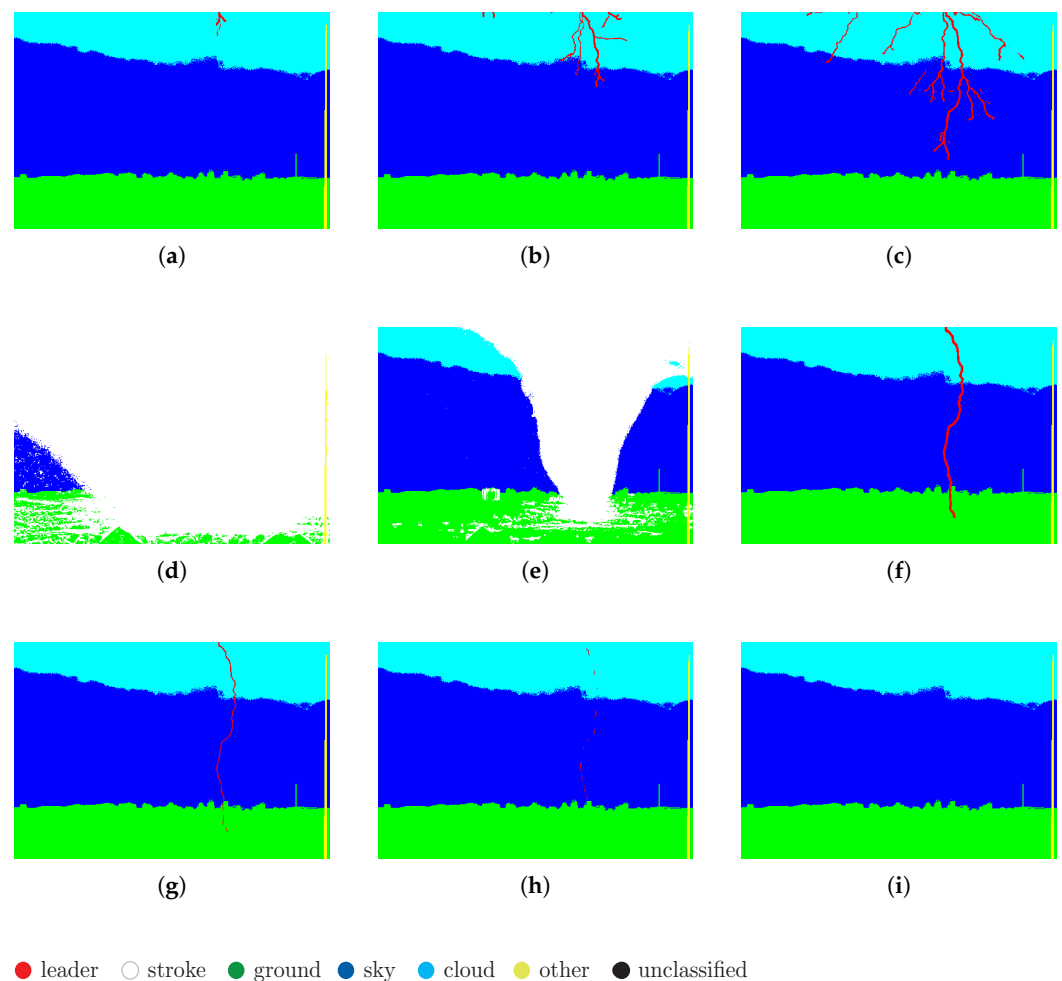 (a) (b) (c)
(d) (e) (f)
(g) (h) (i)
leader stroke ground sky cloud other unclassified